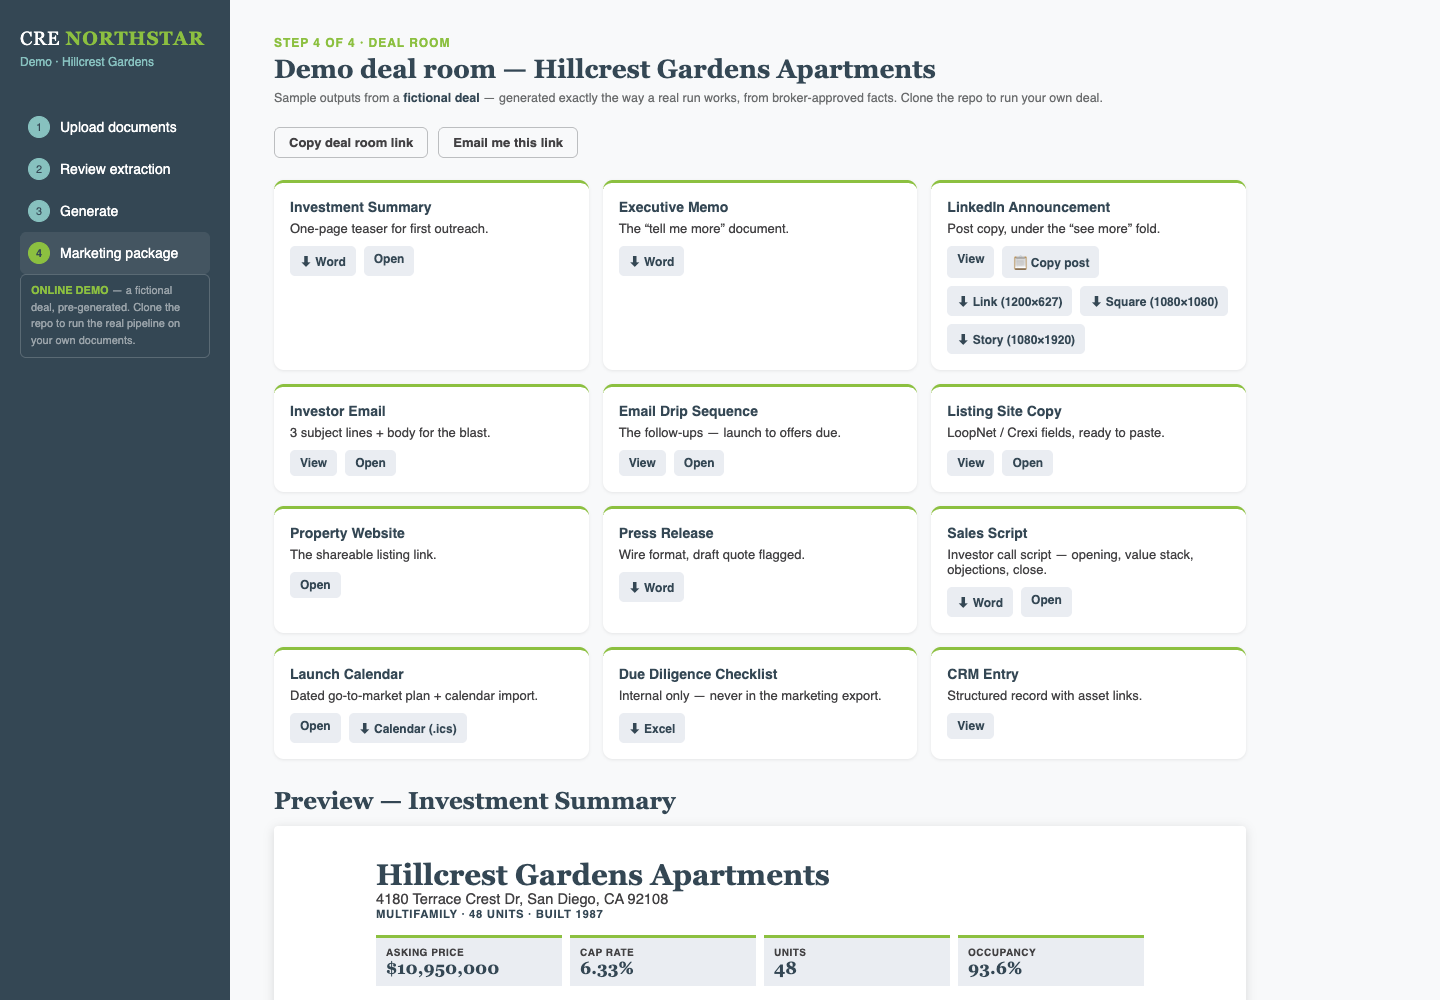 CRE NORTHSTAR
Demo · Hillcrest Gardens
1 Upload documents
2 Review extraction
3 Generate
4 Marketing package
ONLINE DEMO — a fictional
deal, pre-generated. Clone the
repo to run the real pipeline on
your own documents.
STEP 4 OF 4 · DEAL ROOM
Demo deal room — Hillcrest Gardens Apartments
Sample outputs from a fictional deal — generated exactly the way a real run works, from broker-approved facts. Clone the repo to run your own deal.
Copy deal room link
Email me this link
Investment Summary
One-page teaser for first outreach.
⬇ Word
Open
Executive Memo
The “tell me more” document.
⬇ Word
LinkedIn Announcement
Post copy, under the “see more” fold.
View
📋 Copy post
⬇ Link (1200×627)
⬇ Square (1080×1080)
⬇ Story (1080×1920)
Investor Email
3 subject lines + body for the blast.
View
Open
Email Drip Sequence
The follow-ups — launch to offers due.
View
Open
Listing Site Copy
LoopNet / Crexi fields, ready to paste.
View
Open
Property Website
The shareable listing link.
Open
Press Release
Wire format, draft quote flagged.
⬇ Word
Sales Script
Investor call script — opening, value stack,
objections, close.
⬇ Word
Open
Launch Calendar
Dated go-to-market plan + calendar import.
Open
⬇ Calendar (.ics)
Due Diligence Checklist
Internal only — never in the marketing export.
⬇ Excel
CRM Entry
Structured record with asset links.
View
Preview — Investment Summary
Hillcrest Gardens Apartments
4180 Terrace Crest Dr, San Diego, CA 92108
MULTIFAMILY · 48 UNITS · BUILT 1987
ASKING PRICE
$10,950,000
CAP RATE
6.33%
UNITS
48
OCCUPANCY
93.6%